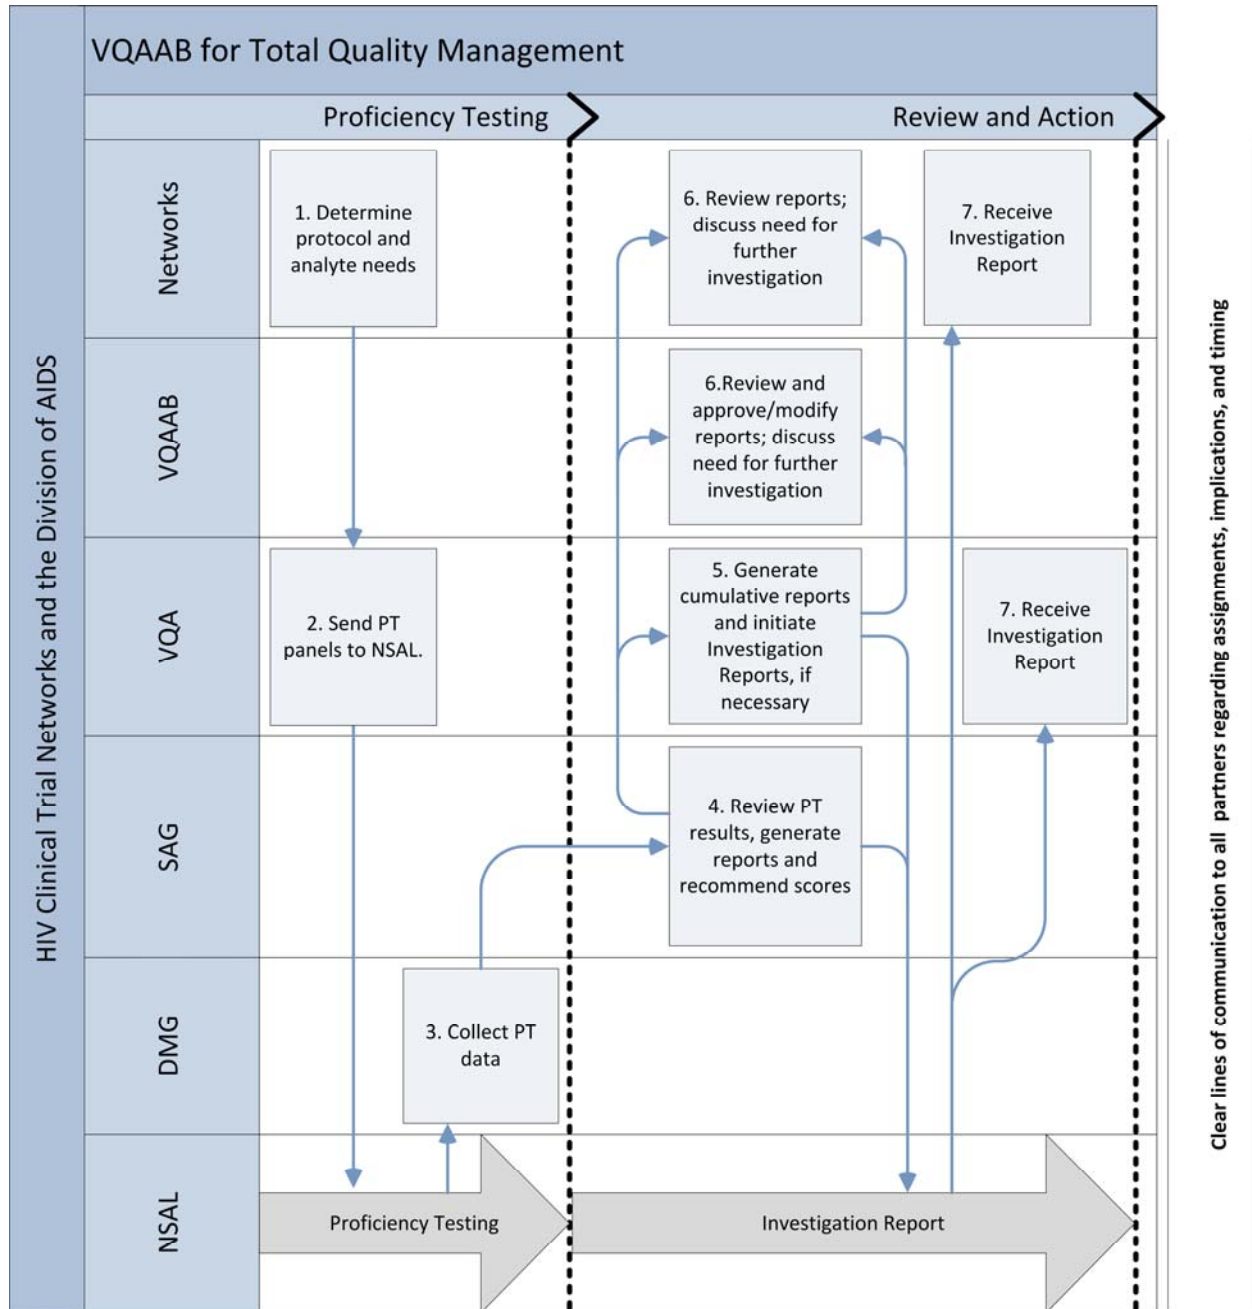 VQAAB for Total Quality Management
Proficiency Testing
Review and Action
HIV Clinical Trial Networks and the Division of AIDS
Networks
1. Determine
protocol and
analyte needs
6. Review reports;
discuss need for
further
investigation
7. Receive
Investigation
Report
VQAAB
6.Review and
approve/modify
reports; discuss
need for further
investigation
VQA
2. Send PT
panels to NSAL.
5. Generate
cumulative reports
and initiate
Investigation
Reports, if
necessary
7. Receive
Investigation
Report
SAG
4. Review PT
results, generate
reports and
recommend scores
DMG
3. Collect PT
data
NSAL
Proficiency Testing
Investigation Report
Clear lines of communication to all partners regarding assignments, implications, and timing